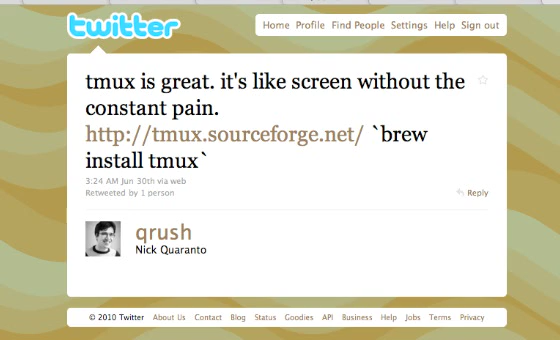 twitter
Home Profile Find People Settings Help Sign out
tmux is great. it's like screen without the
constant pain.
http://tmux.sourceforge.net/ `brew
install tmux`
3:24 AM Jun 30th via web
Retweeted by 1 person
Reply
qrush
Nick Quaranto
© 2010 Twitter About Us Contact Blog Status Goodies API Business Help Jobs Terms Privacy